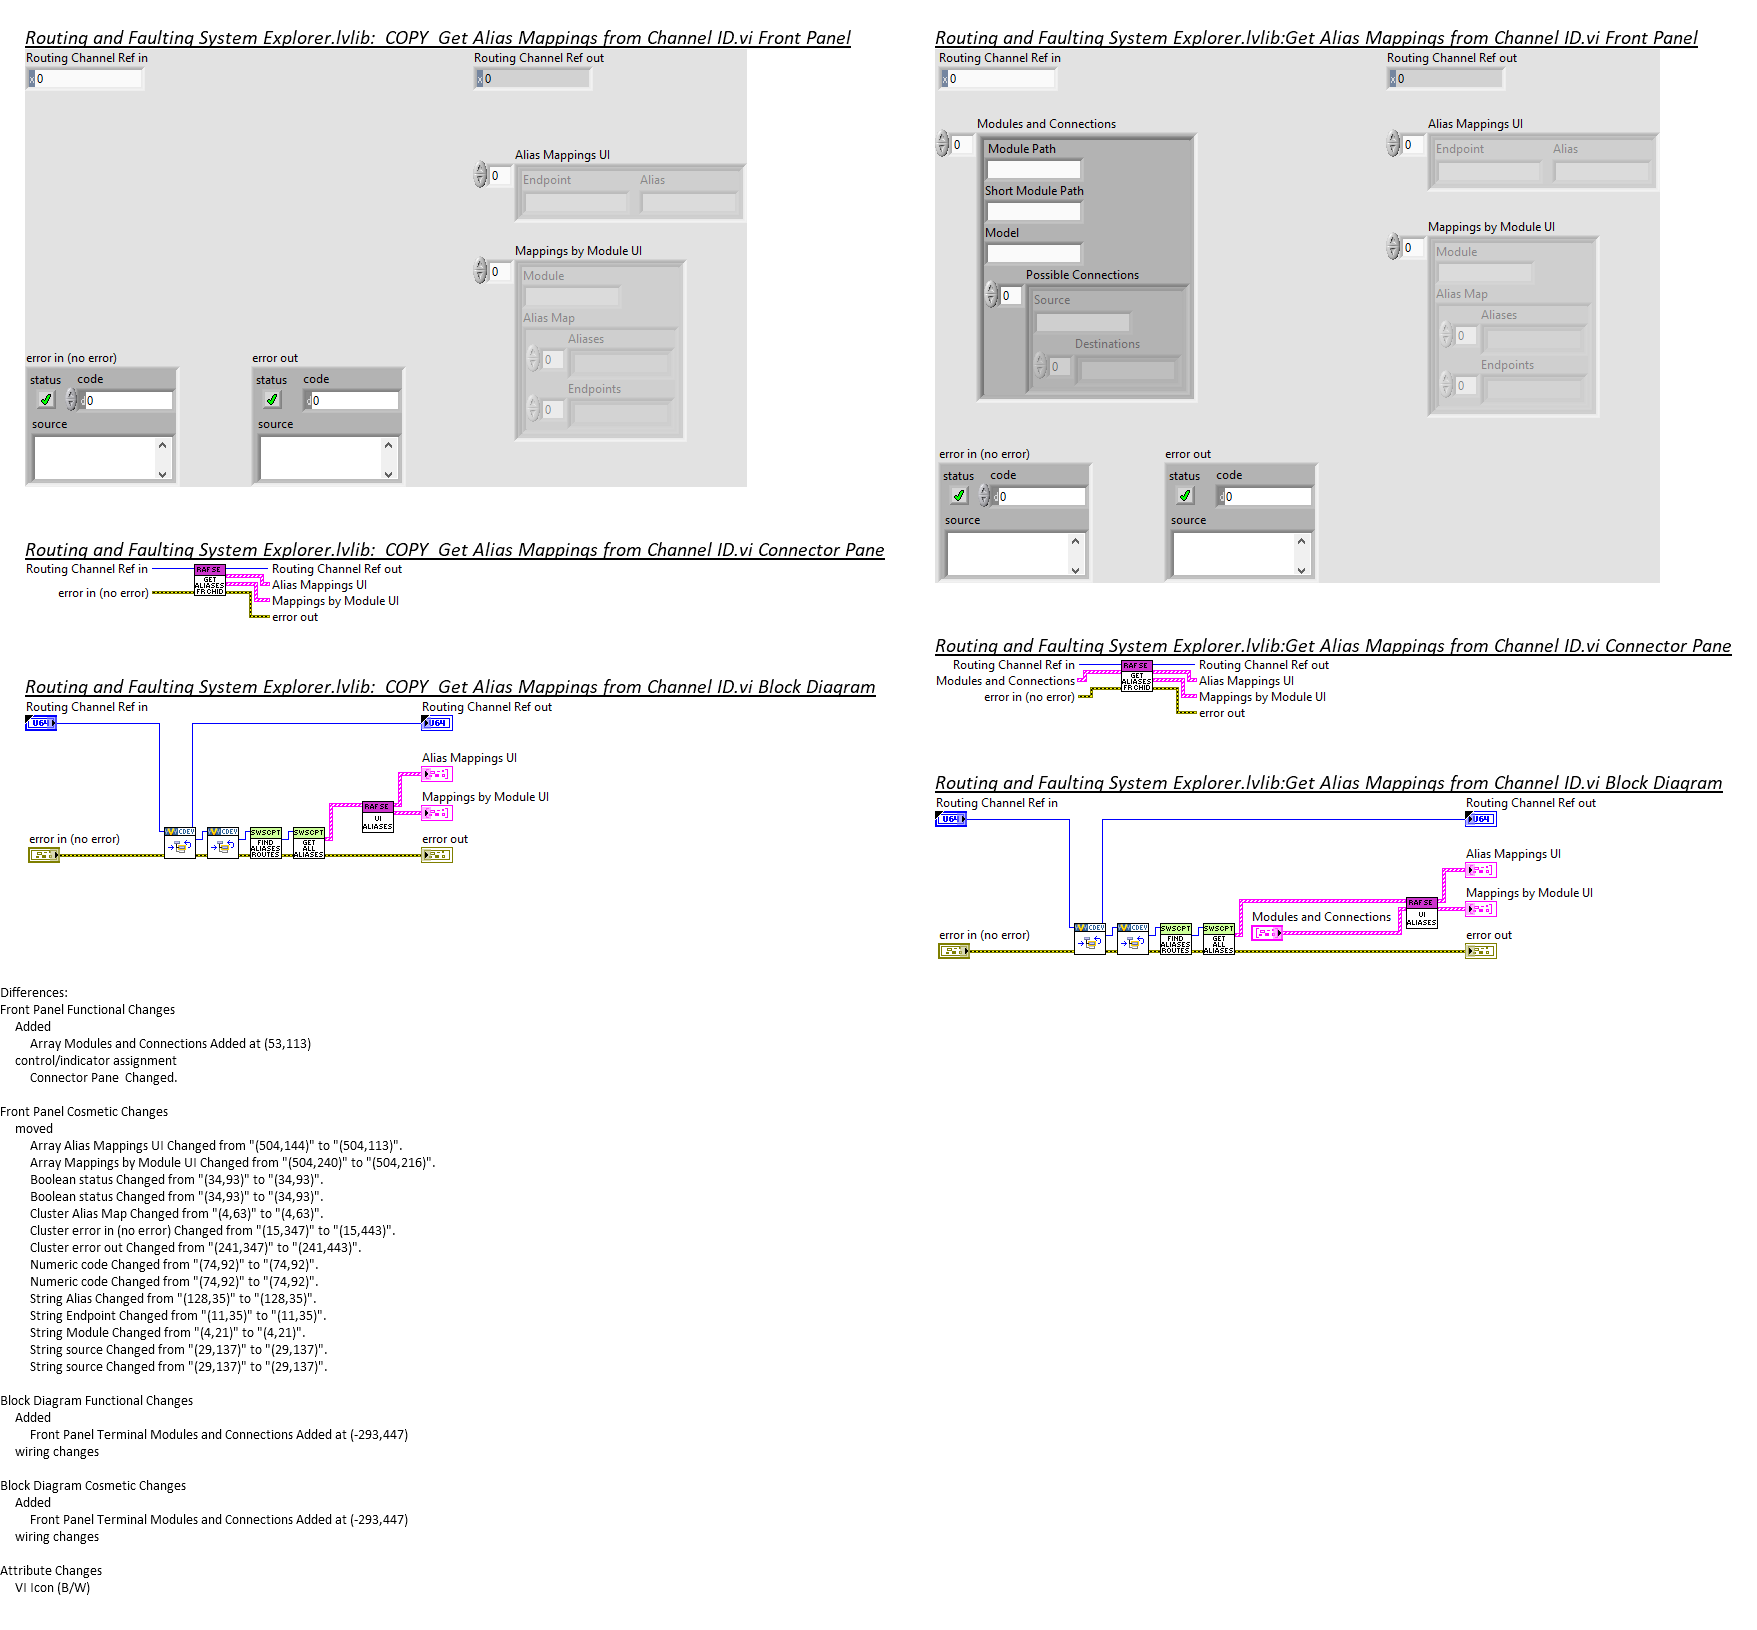 Routing and Faulting System Explorer.lvlib:  COPY  Get Alias Mappings from Channel ID.vi Front Panel
Routing Channel Ref in
Routing Channel Ref out
x 0
x 0
Alias Mappings UI
0
Endpoint
Alias
Mappings by Module UI
0
Module
Alias Map
Aliases
0
Endpoints
0
error in (no error)
error out
status
code
status
code
d 0
d 0
source
source
Routing and Faulting System Explorer.lvlib:  COPY  Get Alias Mappings from Channel ID.vi Connector Pane
Routing Channel Ref in
RAFSE
GET
ALIASES
FR CHID
Routing Channel Ref out
Alias Mappings UI
error in (no error)
Mappings by Module UI
error out
Routing and Faulting System Explorer.lvlib:  COPY  Get Alias Mappings from Channel ID.vi Block Diagram
Routing Channel Ref in
Routing Channel Ref out
U64
U64
Alias Mappings UI
Mappings by Module UI
RAFSE
UI
ALIASES
error in (no error)
CDEV
CDEV
SWSCPT
FIND
ALIASES
ROUTES
SWSCPT
GET
ALL
ALIASES
error out
Differences:
Front Panel Functional Changes
Added
Array Modules and Connections Added at (53,113)
control/indicator assignment
Connector Pane  Changed.
Front Panel Cosmetic Changes
moved
Array Alias Mappings UI Changed from "(504,144)" to "(504,113)".
Array Mappings by Module UI Changed from "(504,240)" to "(504,216)".
Boolean status Changed from "(34,93)" to "(34,93)".
Boolean status Changed from "(34,93)" to "(34,93)".
Cluster Alias Map Changed from "(4,63)" to "(4,63)".
Cluster error in (no error) Changed from "(15,347)" to "(15,443)".
Cluster error out Changed from "(241,347)" to "(241,443)".
Numeric code Changed from "(74,92)" to "(74,92)".
Numeric code Changed from "(74,92)" to "(74,92)".
String Alias Changed from "(128,35)" to "(128,35)".
String Endpoint Changed from "(11,35)" to "(11,35)".
String Module Changed from "(4,21)" to "(4,21)".
String source Changed from "(29,137)" to "(29,137)".
String source Changed from "(29,137)" to "(29,137)".
Block Diagram Functional Changes
Added
Front Panel Terminal Modules and Connections Added at (-293,447)
wiring changes
Block Diagram Cosmetic Changes
Added
Front Panel Terminal Modules and Connections Added at (-293,447)
wiring changes
Attribute Changes
VI Icon (B/W)
Routing and Faulting System Explorer.lvlib:Get Alias Mappings from Channel ID.vi Front Panel
Routing Channel Ref in
Routing Channel Ref out
x 0
x 0
Modules and Connections
0
Module Path
Short Module Path
Model
Possible Connections
0
Source
Destinations
0
Alias Mappings UI
0
Endpoint
Alias
Mappings by Module UI
0
Module
Alias Map
Aliases
0
Endpoints
0
error in (no error)
error out
status
code
status
code
d 0
d 0
source
source
Routing and Faulting System Explorer.lvlib:Get Alias Mappings from Channel ID.vi Connector Pane
Routing Channel Ref in
RAFSE
GET
ALIASES
FR CHID
Routing Channel Ref out
Modules and Connections
Alias Mappings UI
error in (no error)
Mappings by Module UI
error out
Routing and Faulting System Explorer.lvlib:Get Alias Mappings from Channel ID.vi Block Diagram
Routing Channel Ref in
Routing Channel Ref out
U64
U64
Alias Mappings UI
Mappings by Module UI
RAFSE
UI
ALIASES
Modules and Connections
error in (no error)
CDEV
CDEV
SWSCPT
FIND
ALIASES
ROUTES
SWSCPT
GET
ALL
ALIASES
error out